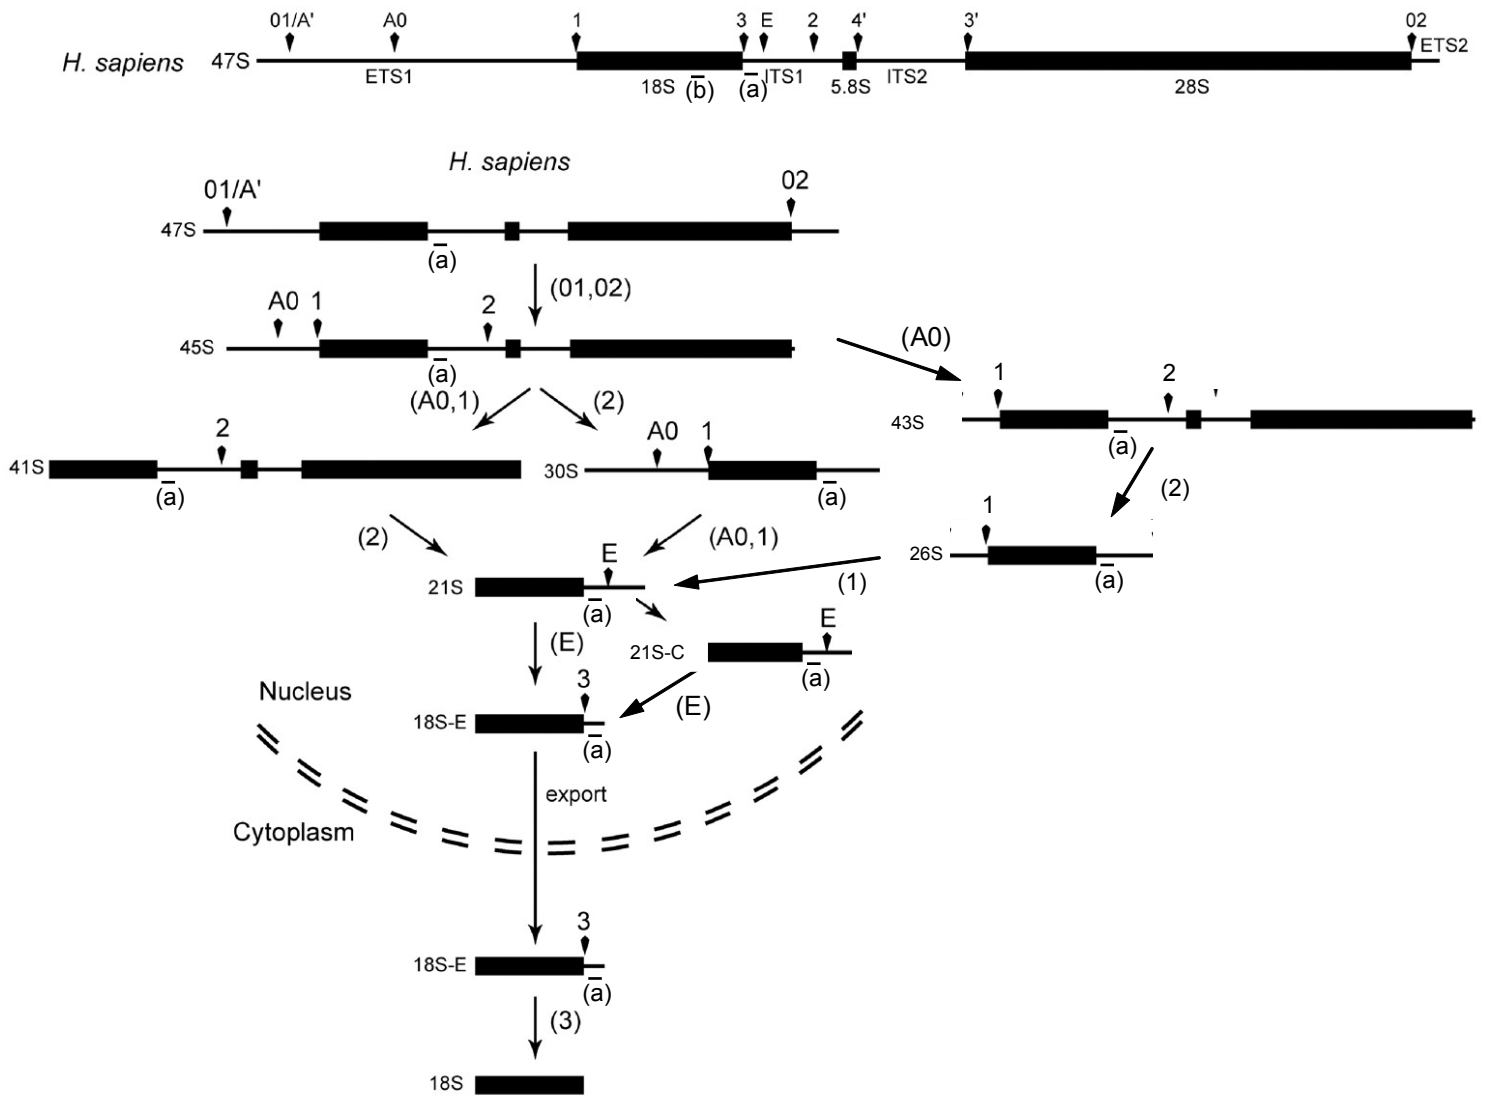 01/A' A0 1 3 E 2 4' 3' 02
H. sapiens 47S ETS2
ETS1 ITS1 ITS2
18S (b) (a) 5.8S 28S
H. sapiens
01/A' 02
47S
(a)
(01,02)
A0 1 2
45S
(a)
(A0)
(A0,1) (2)
1 2
43S
(a)
2 A0 1
41S 30S
(a) (a)
(2)
1
(2) (A0,1)
26S
(a)
E
21S
(a)
(1)
(E)
E
21S-C
(a)
3
(E)
18S-E
(a)
Nucleus
export
Cytoplasm
3
18S-E
(a)
(3)
18S